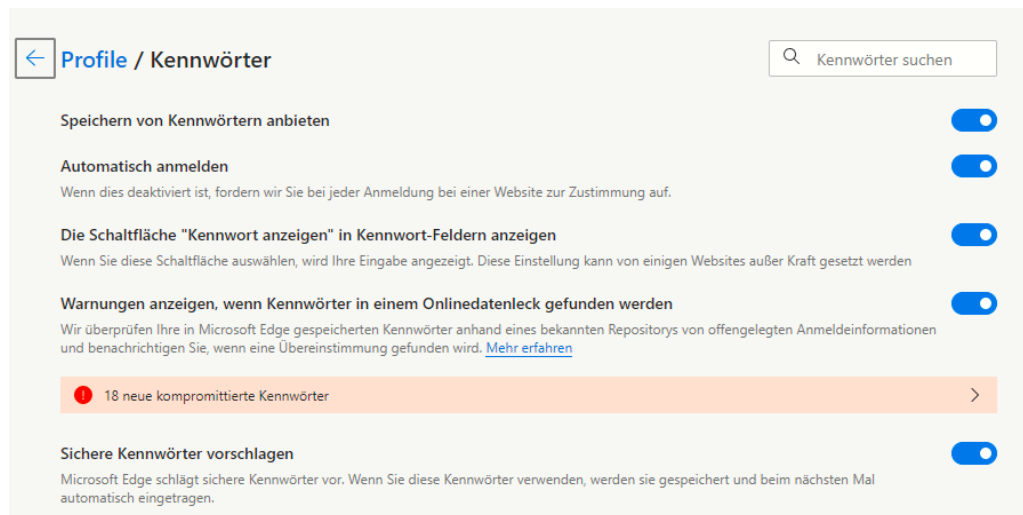 Profile / Kennwörter
Kennwörter suchen
Speichern von Kennwörtern anbieten
Automatisch anmelden
Wenn dies deaktiviert ist, fordern wir Sie bei jeder Anmeldung bei einer Website zur Zustimmung auf.
Die Schaltfläche "Kennwort anzeigen" in Kennwort-Feldern anzeigen
Wenn Sie diese Schaltfläche auswählen, wird Ihre Eingabe angezeigt. Diese Einstellung kann von einigen Websites außer Kraft gesetzt werden
Warnungen anzeigen, wenn Kennwörter in einem Onlinedatenleck gefunden werden
Wir überprüfen Ihre in Microsoft Edge gespeicherten Kennwörter anhand eines bekannten Repositorys von offengelegten Anmeldeinformationen
und benachrichtigen Sie, wenn eine Übereinstimmung gefunden wird. Mehr erfahren
18 neue kompromittierte Kennwörter
Sichere Kennwörter vorschlagen
Microsoft Edge schlägt sichere Kennwörter vor. Wenn Sie diese Kennwörter verwenden, werden sie gespeichert und beim nächsten Mal
automatisch eingetragen.